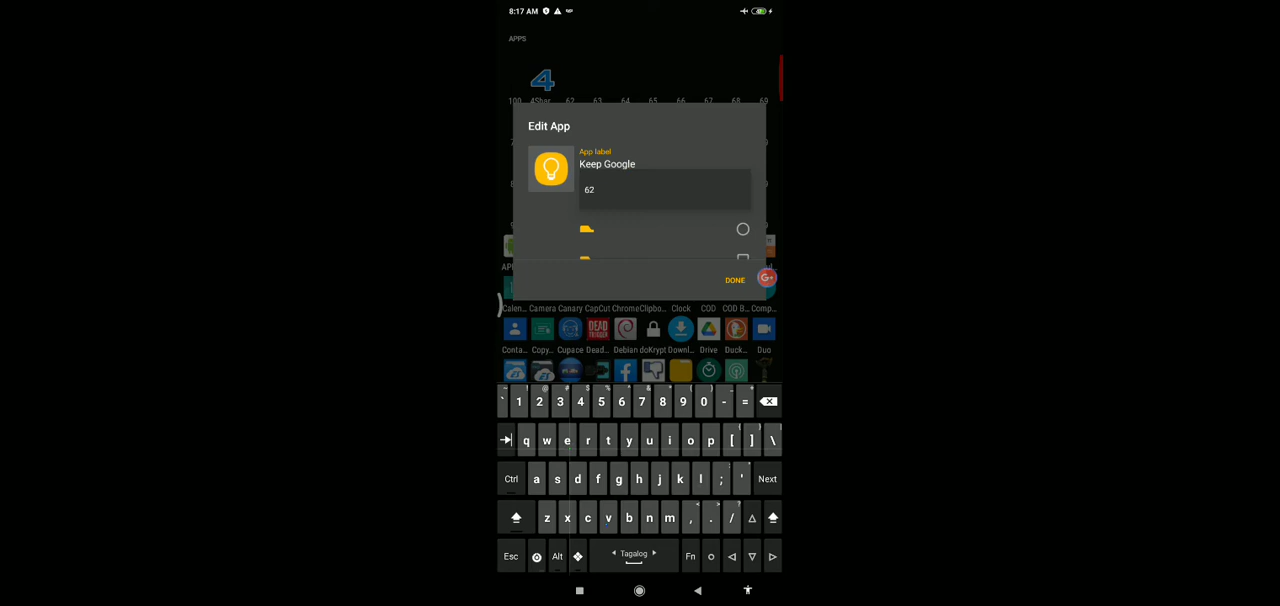 8:17 AM
APPS
4
100 4Shar 62 63 64 65 66 67 68 69
Edit App
App label
Keep Google
62
DONE
G+
Calen... Camera Canary CapCut Chrome Clipbo... Clock COD COD B... Comp...
DEAD TRIGGER
Conta... Copy... Cupace Dead... Debian doKrypt Downl... Drive Duck... Duo
~ ! @ # $ % ^ & * ( ) _ +
` 1 2 3 4 5 6 7 8 9 0 - =
q w e r t y u i o p [ ] \
Ctrl a s d f g h j k l ; ' Next
z x c v b n m , . /
Esc Alt Tagalog Fn